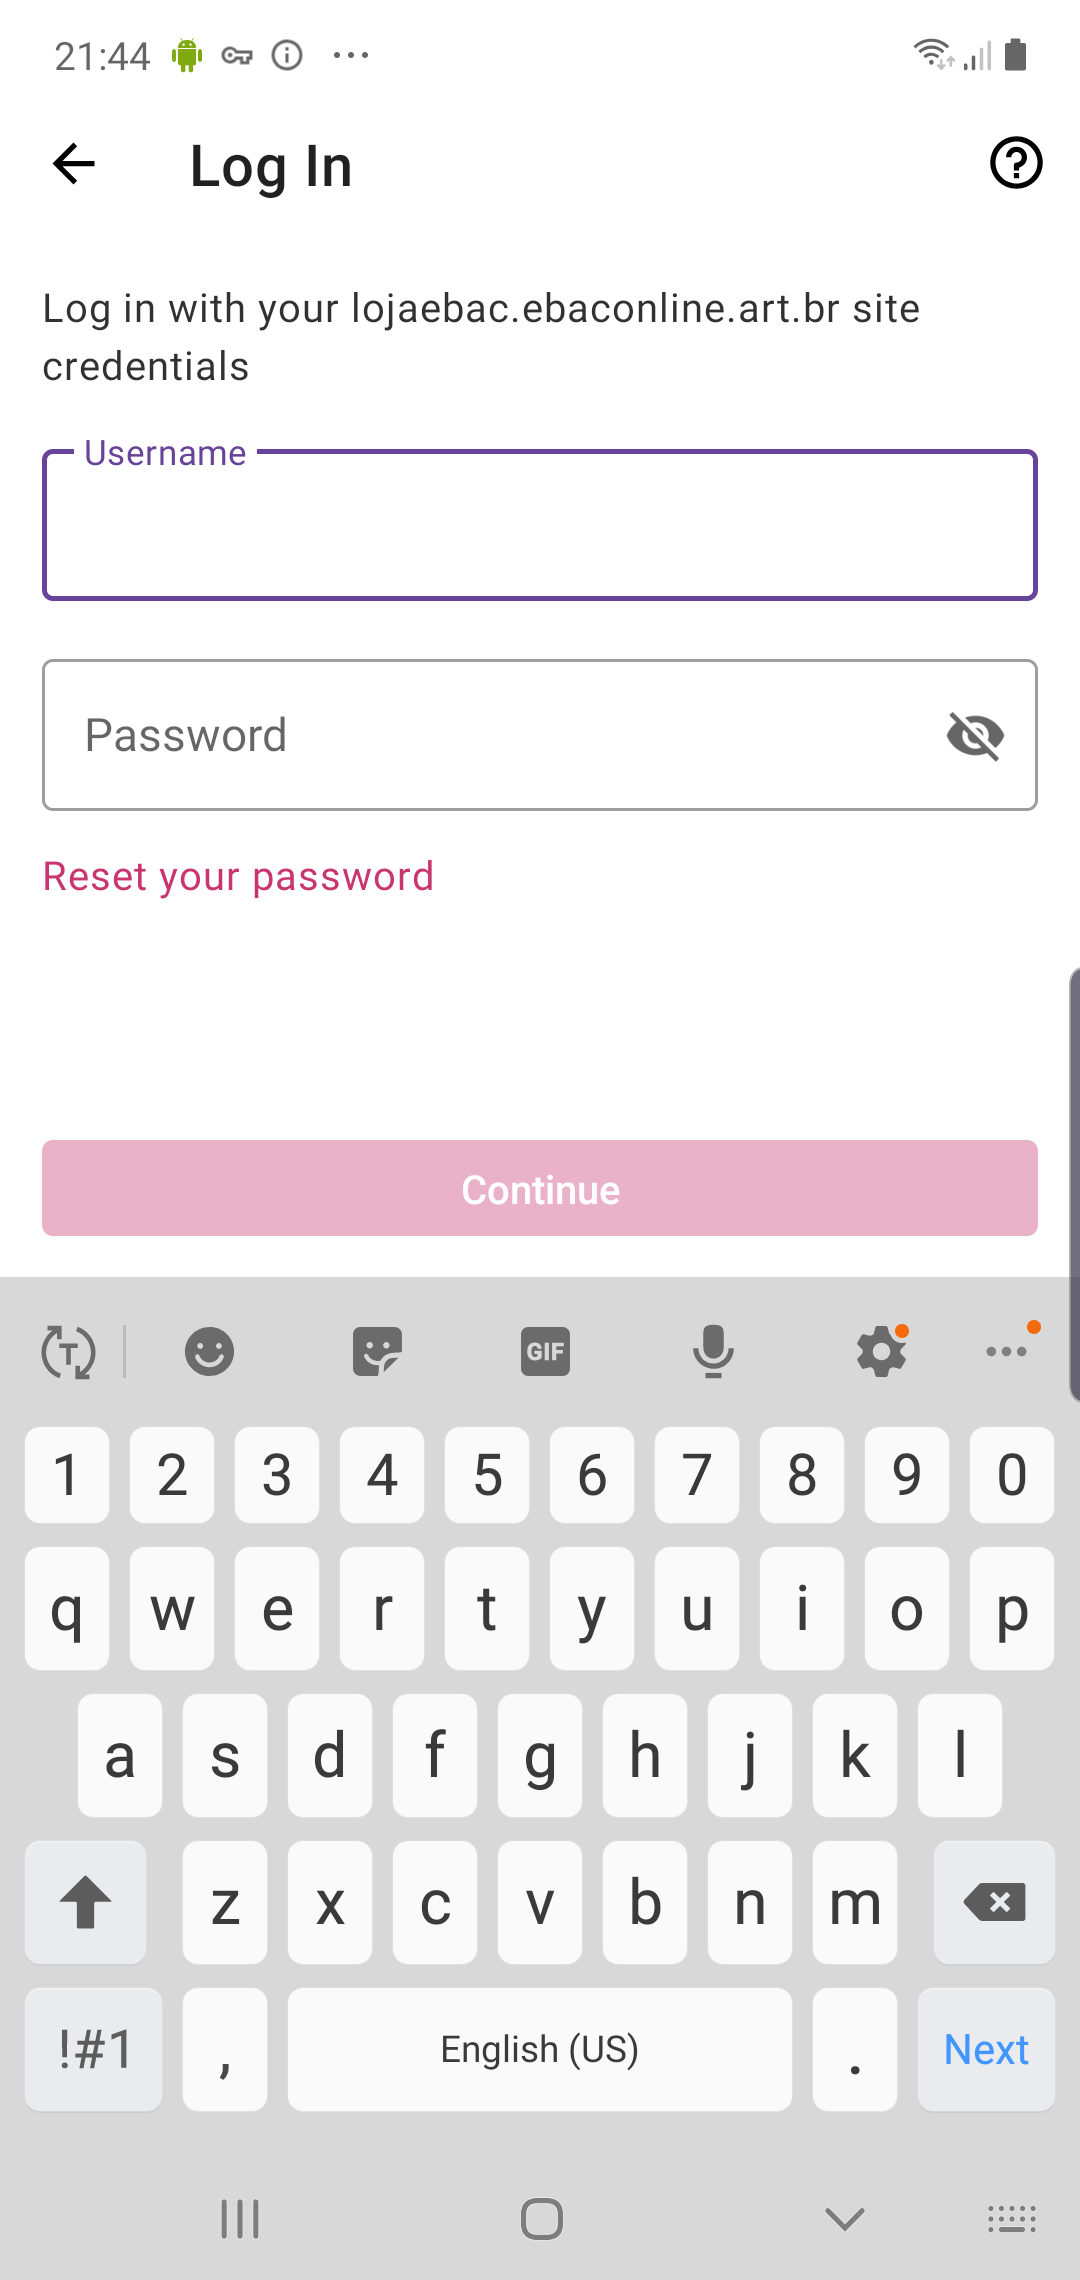 21:44
Log In
Log in with your lojaebac.ebaconline.art.br site
credentials
Username
Password
Reset your password
Continue
T
GIF
1 2 3 4 5 6 7 8 9 0
q w e r t y u i o p
a s d f g h j k l
z x c v b n m
!#1 , English (US) . Next